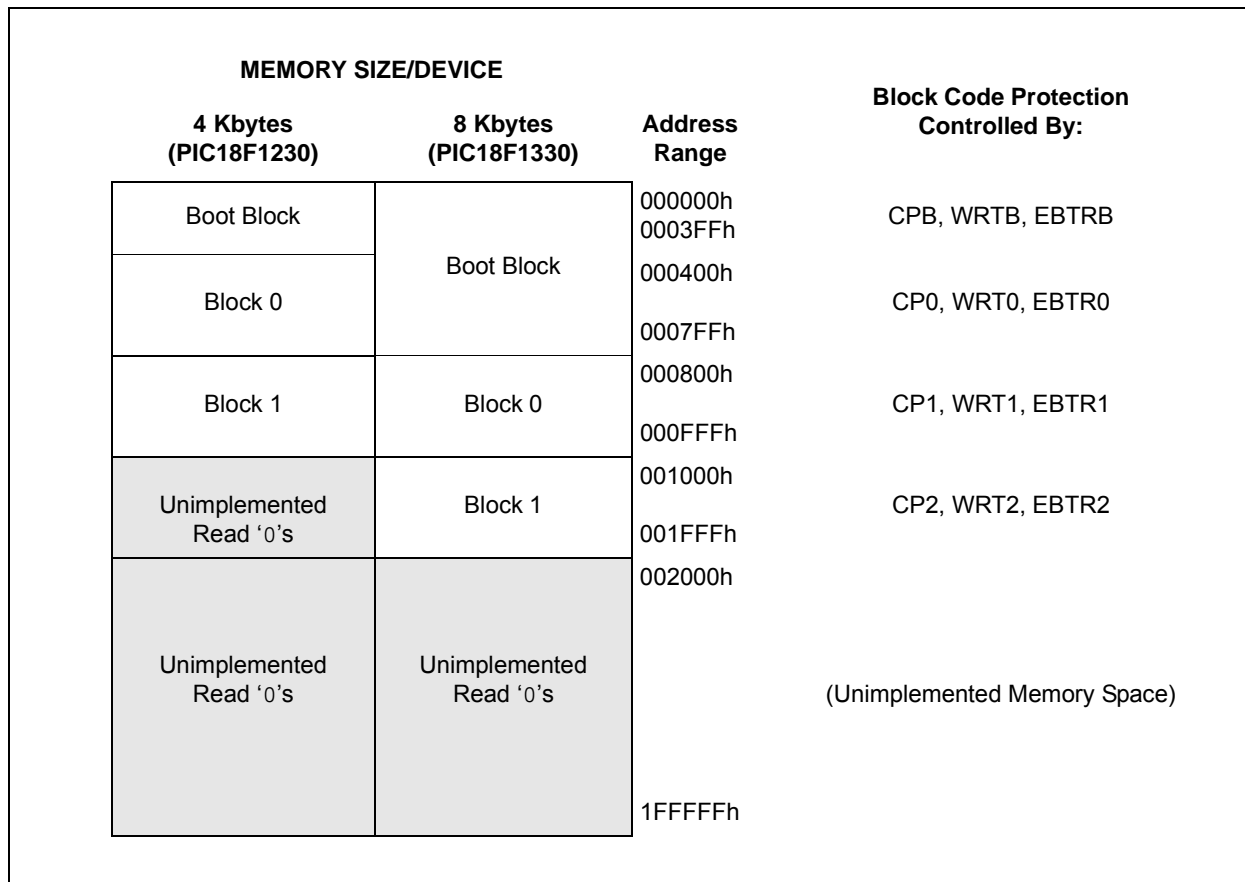 MEMORY SIZE/DEVICE
4 Kbytes
(PIC18F1230)
8 Kbytes
(PIC18F1330)
Address
Range
Block Code Protection
Controlled By:
Boot Block
Boot Block
000000h
0003FFh
CPB, WRTB, EBTRB
Block 0
000400h
0007FFh
CP0, WRT0, EBTR0
Block 1
Block 0
000800h
000FFFh
CP1, WRT1, EBTR1
Unimplemented
Read ‘0’s
Block 1
001000h
001FFFh
CP2, WRT2, EBTR2
002000h
Unimplemented
Read ‘0’s
Unimplemented
Read ‘0’s
(Unimplemented Memory Space)
1FFFFFh